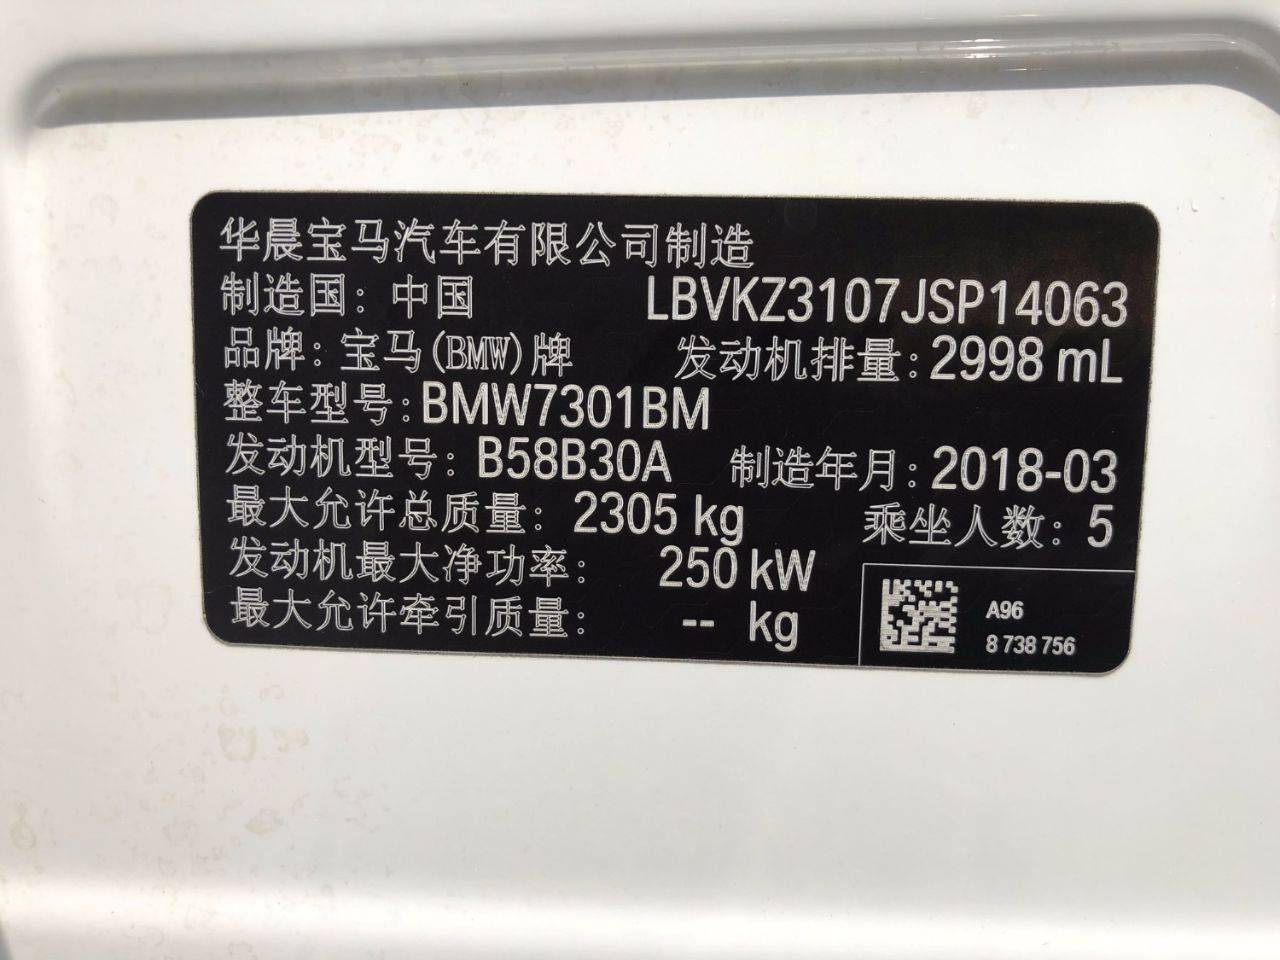 华晨宝马汽车有限公司制造
制造国：中国 LBVKZ3107JSP14063
品牌：宝马(BMW)牌 发动机排量：2998 mL
整车型号：BMW7301BM
发动机型号：B58B30A 制造年月：2018-03
最大允许总质量：2305 kg 乘坐人数：5
发动机最大净功率：250 kW
最大允许牵引质量：-- kg
A96
8 738 756